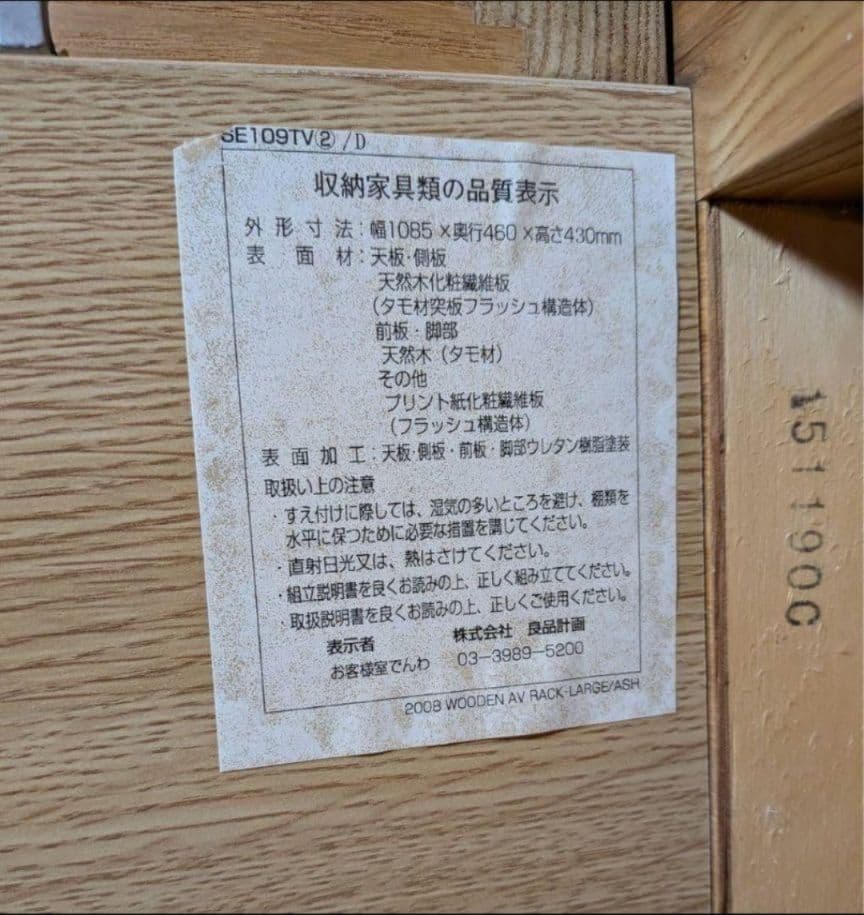 SE109TV② /D
収納家具類の品質表示
外 形 寸 法：幅1085×奥行460×高さ430mm
表 面 材：天板・側板
天然木化粧繊維板
(タモ材突板フラッシュ構造体)
前板・脚部
天然木（タモ材）
その他
プリント紙化粧繊維板
(フラッシュ構造体)
表 面 加 工：天板・側板・前板・脚部ウレタン樹脂塗装
取扱い上の注意
・すえ付けに際しては、湿気の多いところを避け、棚類を
水平に保つために必要な措置を講じてください。
・直射日光又は、熱はさけてください。
・組立説明書を良くお読みの上、正しく組み立ててください。
・取扱説明書を良くお読みの上、正しくご使用ください。
表示者 株式会社 良品計画
お客様室でんわ 03-3989-5200
2008 WOODEN AV RACK-LARGE/ASH
151190C